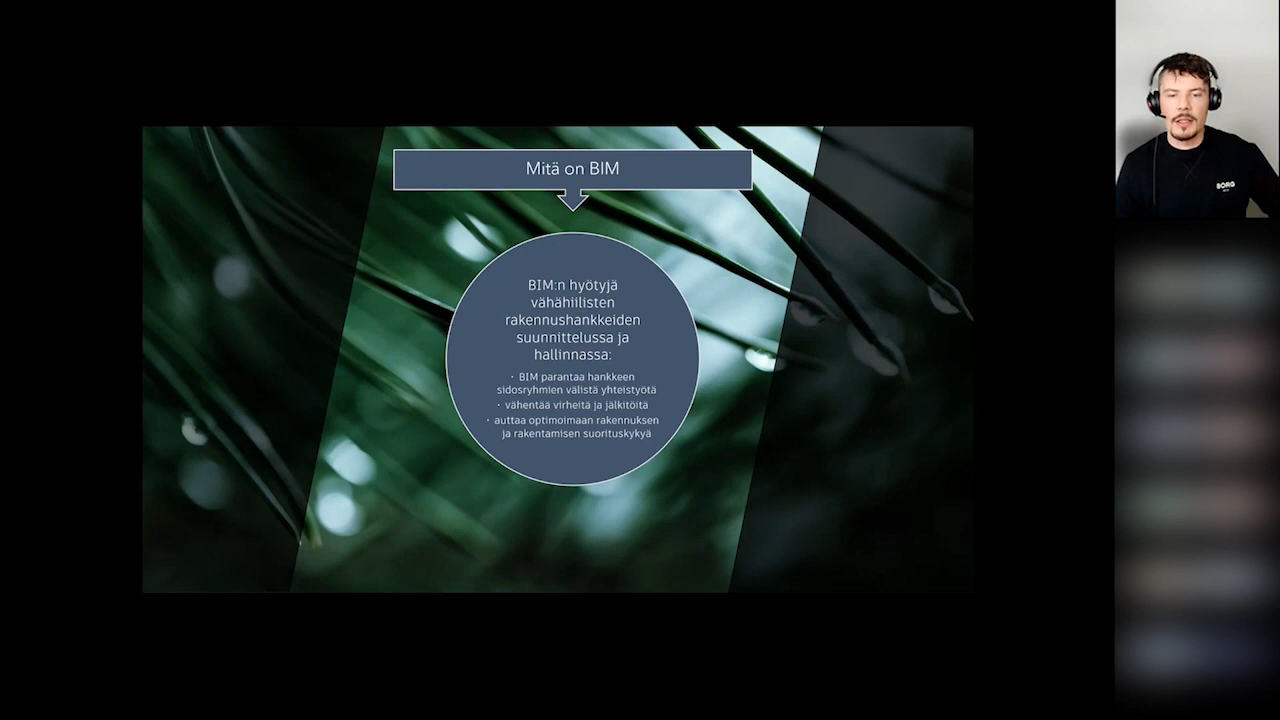 Mitä on BIM
BIM:n hyötyjä
vähähiilisten
rakennushankkeiden
suunnittelussa ja
hallinnassa:
· BIM parantaa hankkeen
sidosryhmien välistä yhteistyötä
· vähentää virheitä ja jälkitöitä
· auttaa optimoimaan rakennuksen
ja rakentamisen suorituskykyä
BORG